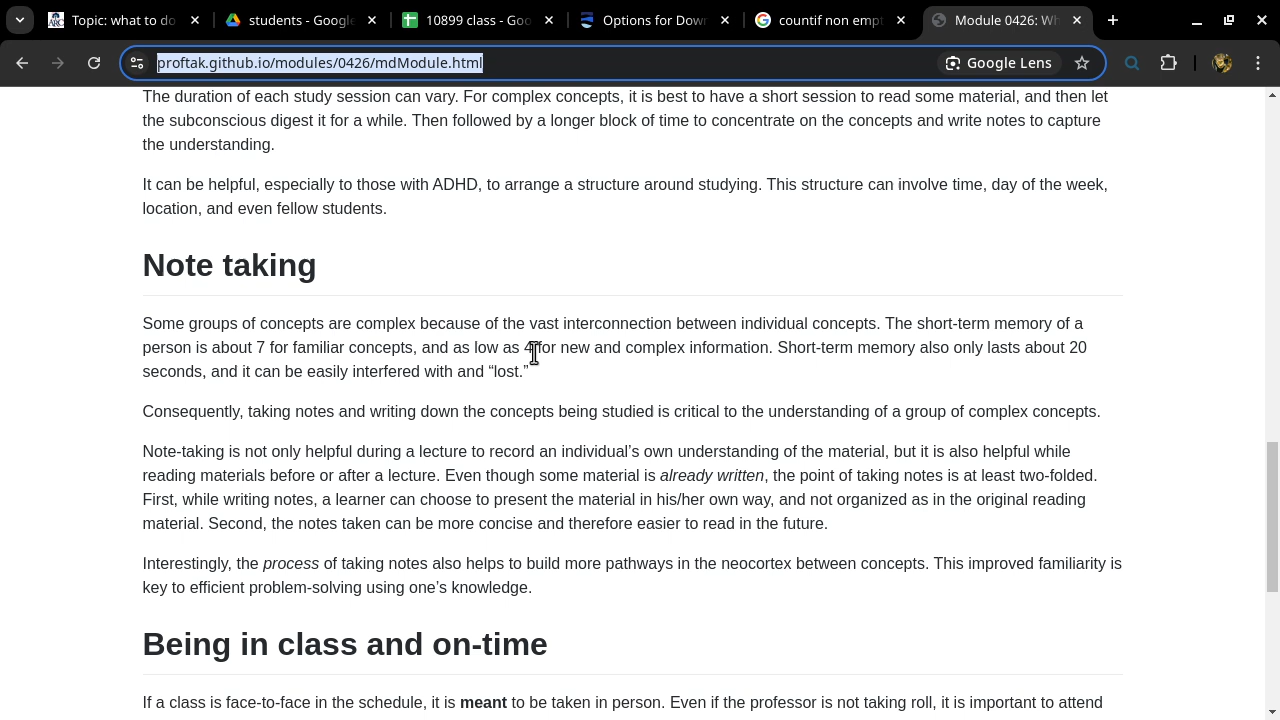 Topic: what to do
students - Google
10899 class - Goo
Options for Dow
countif non empt
Module 0426: Wh
proftak.github.io/modules/0426/mdModule.html
Google Lens
The duration of each study session can vary. For complex concepts, it is best to have a short session to read some material, and then let
the subconscious digest it for a while. Then followed by a longer block of time to concentrate on the concepts and write notes to capture
the understanding.
It can be helpful, especially to those with ADHD, to arrange a structure around studying. This structure can involve time, day of the week,
location, and even fellow students.
Note taking
Some groups of concepts are complex because of the vast interconnection between individual concepts. The short-term memory of a
person is about 7 for familiar concepts, and as low as 4 for new and complex information. Short-term memory also only lasts about 20
seconds, and it can be easily interfered with and “lost.”
Consequently, taking notes and writing down the concepts being studied is critical to the understanding of a group of complex concepts.
Note-taking is not only helpful during a lecture to record an individual’s own understanding of the material, but it is also helpful while
reading materials before or after a lecture. Even though some material is already written, the point of taking notes is at least two-folded.
First, while writing notes, a learner can choose to present the material in his/her own way, and not organized as in the original reading
material. Second, the notes taken can be more concise and therefore easier to read in the future.
Interestingly, the process of taking notes also helps to build more pathways in the neocortex between concepts. This improved familiarity is
key to efficient problem-solving using one’s knowledge.
Being in class and on-time
If a class is face-to-face in the schedule, it is meant to be taken in person. Even if the professor is not taking roll, it is important to attend